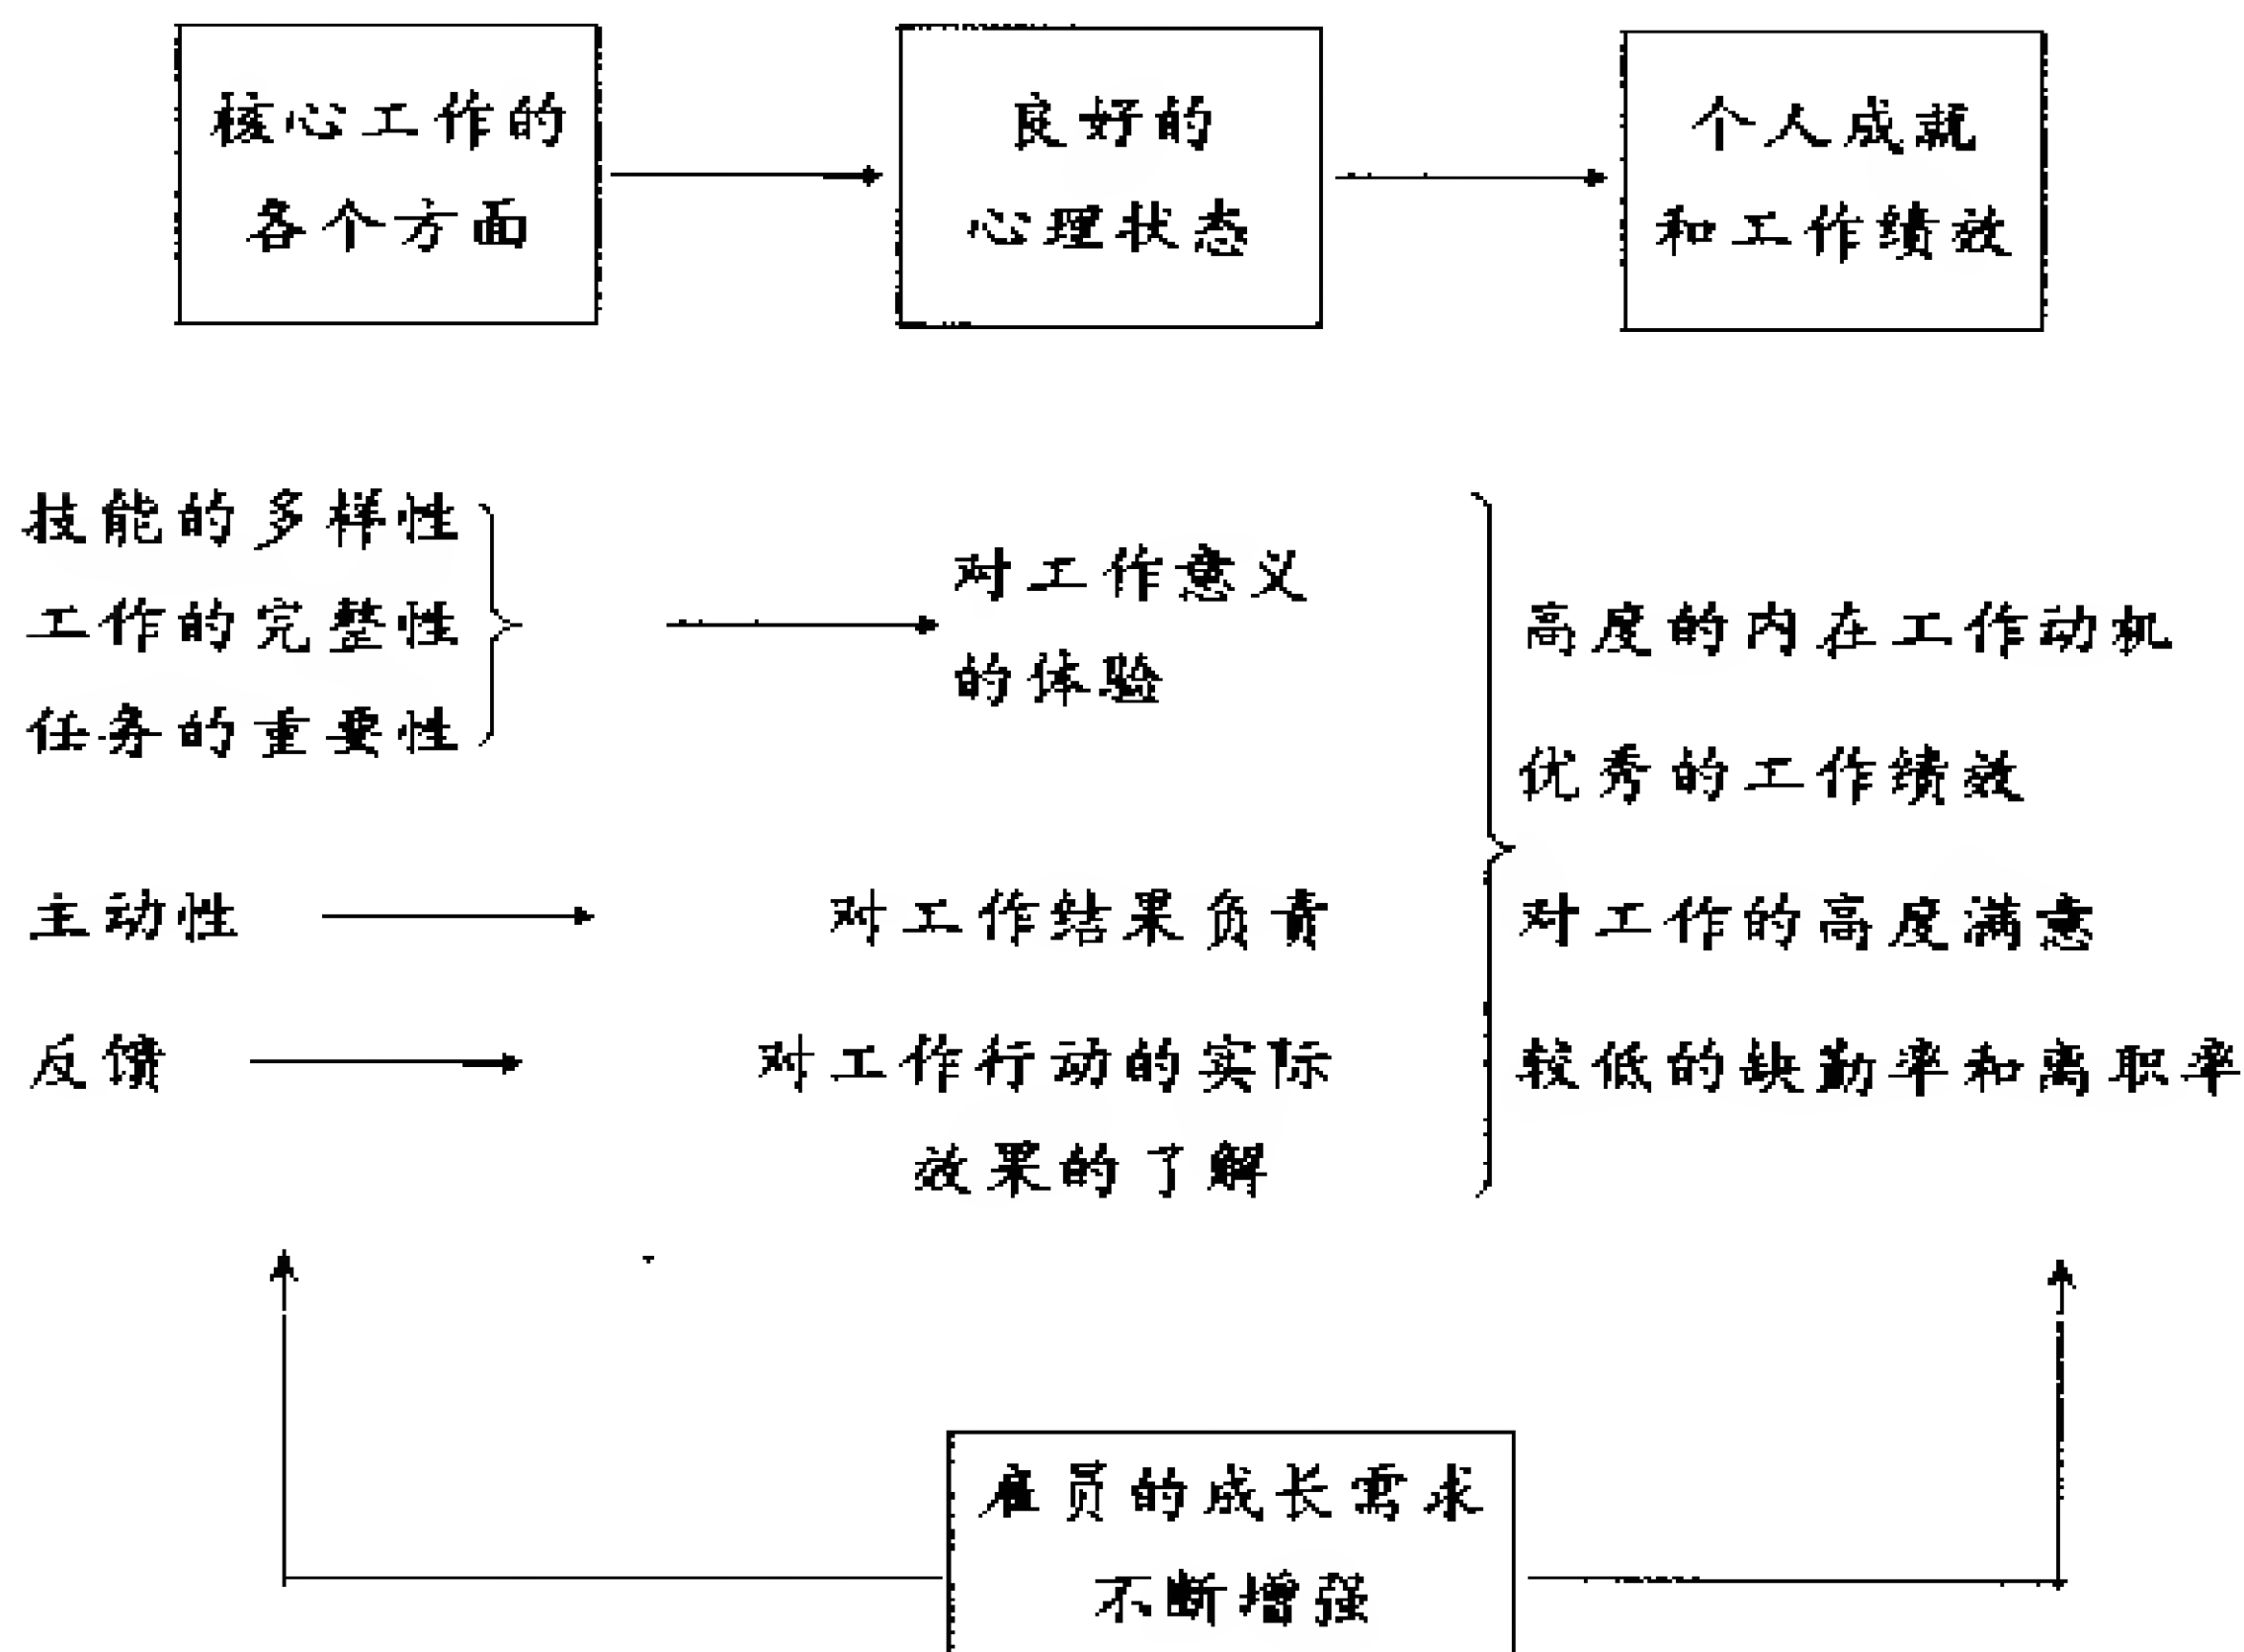 核心工作的
各个方面
良好的
心理状态
个人成就
和工作绩效
技能的多样性
工作的完整性
任务的重要性
对工作意义
的体验
主动性
对工作结果负责
反馈
对工作行动的实际
效果的了解
高度的内在工作动机
优秀的工作绩效
对工作的高度满意
较低的缺勤率和离职率
雇员的成长需求
不断增强